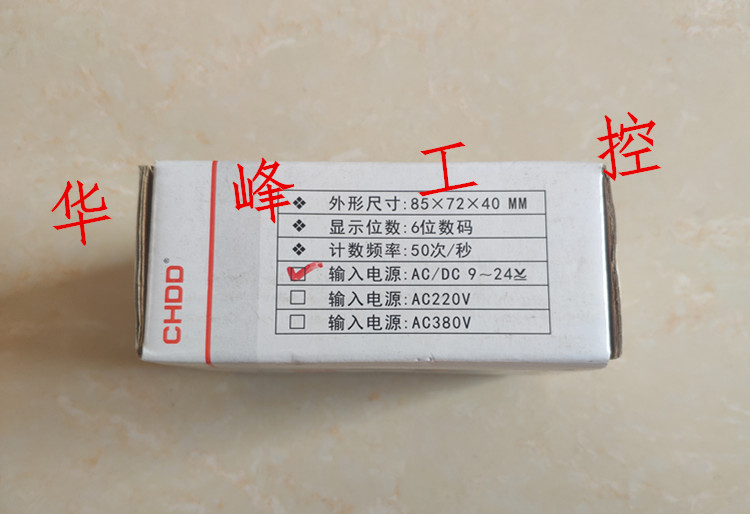 华峰工控
CHDD®
❖ 外形尺寸:85×72×40 MM
❖ 显示位数:6位数码
❖ 计数频率:50次/秒
☑ 输入电源:AC/DC 9～24V
☐ 输入电源:AC220V
☐ 输入电源:AC380V